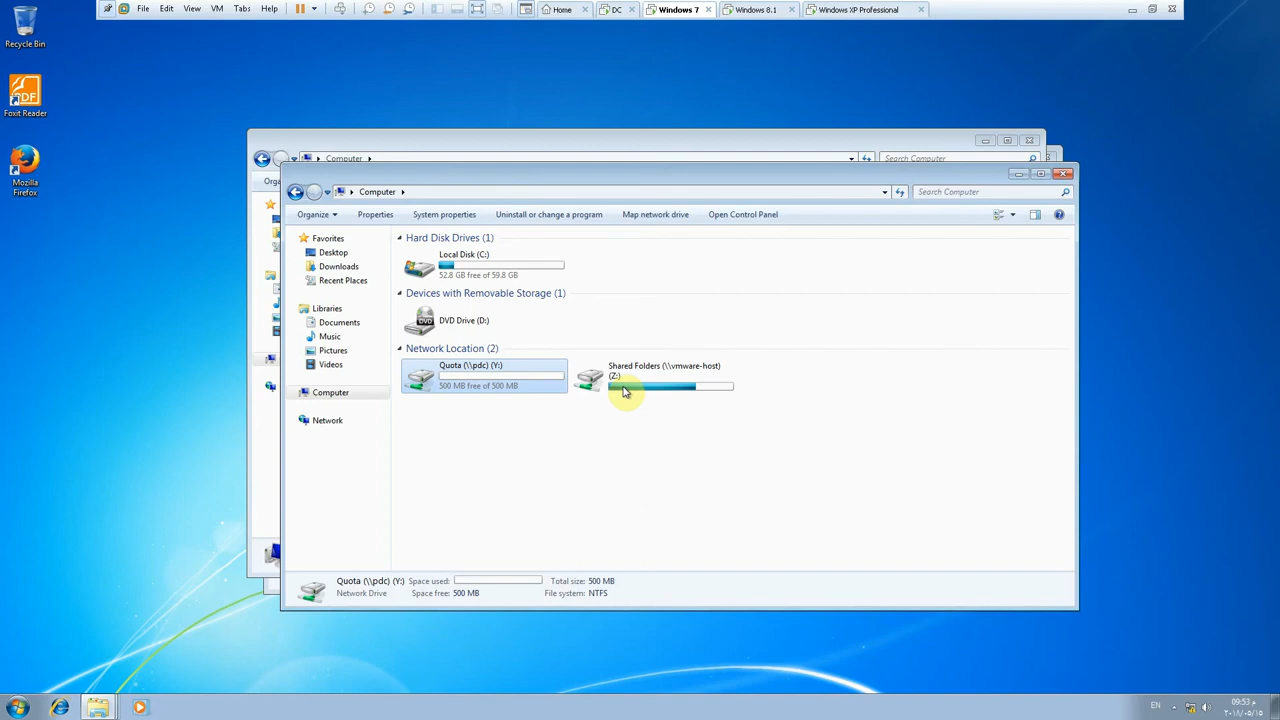 File Edit View VM Tabs Help Home DC Windows 7 Windows 8.1 Windows XP Professional
Recycle Bin
Foxit Reader
Mozilla
Firefox
Computer Search Computer
Orga
Computer Search Computer
Organize Properties System properties Uninstall or change a program Map network drive Open Control Panel
Favorites
Desktop
Downloads
Recent Places
Libraries
Documents
Music
Pictures
Videos
Computer
Network
Hard Disk Drives (1)
Local Disk (C:)
52.8 GB free of 59.8 GB
Devices with Removable Storage (1)
DVD
DVD Drive (D:)
Network Location (2)
Quota (\\pdc) (Y:)
500 MB free of 500 MB
Shared Folders (\\vmware-host)
(Z:)
Quota (\\pdc) (Y:) Space used: Total size: 500 MB
Network Drive Space free: 500 MB File system: NTFS
EN
09:53 م